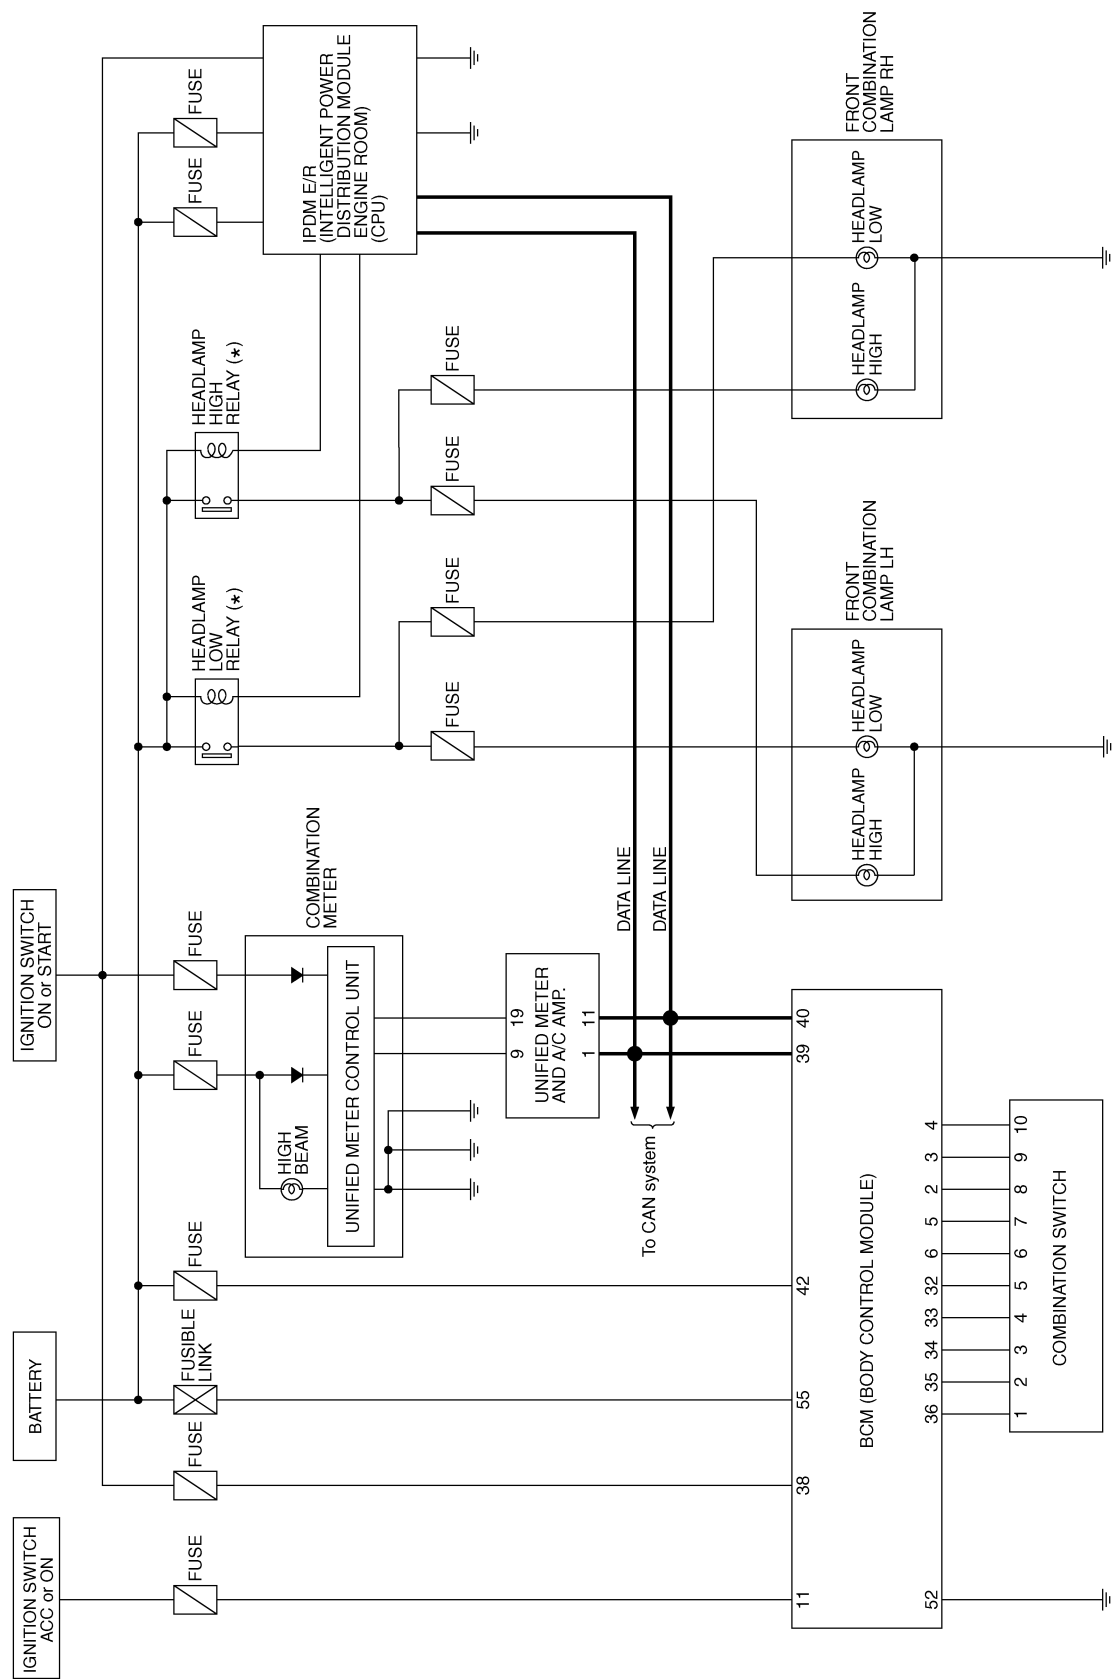 IGNITION SWITCH
ACC or ON
BATTERY
IGNITION SWITCH
ON or START
FUSE
FUSE
FUSIBLE
LINK
FUSE
FUSE
FUSE
FUSE
FUSE
HEADLAMP
LOW
RELAY (*)
HEADLAMP
HIGH
RELAY (*)
IPDM E/R
(INTELLIGENT POWER
DISTRIBUTION MODULE
ENGINE ROOM)
(CPU)
COMBINATION
METER
HIGH
BEAM
UNIFIED METER CONTROL UNIT
FUSE
FUSE
FUSE
FUSE
9
19
UNIFIED METER
AND A/C AMP.
1
11
DATA LINE
DATA LINE
To CAN system
11
38
55
42
39
40
BCM (BODY CONTROL MODULE)
52
36
35
34
33
32
6
5
2
3
4
1
2
3
4
5
6
7
8
9
10
COMBINATION SWITCH
FRONT
COMBINATION
LAMP LH
HEADLAMP
HIGH
HEADLAMP
LOW
FRONT
COMBINATION
LAMP RH
HEADLAMP
HIGH
HEADLAMP
LOW